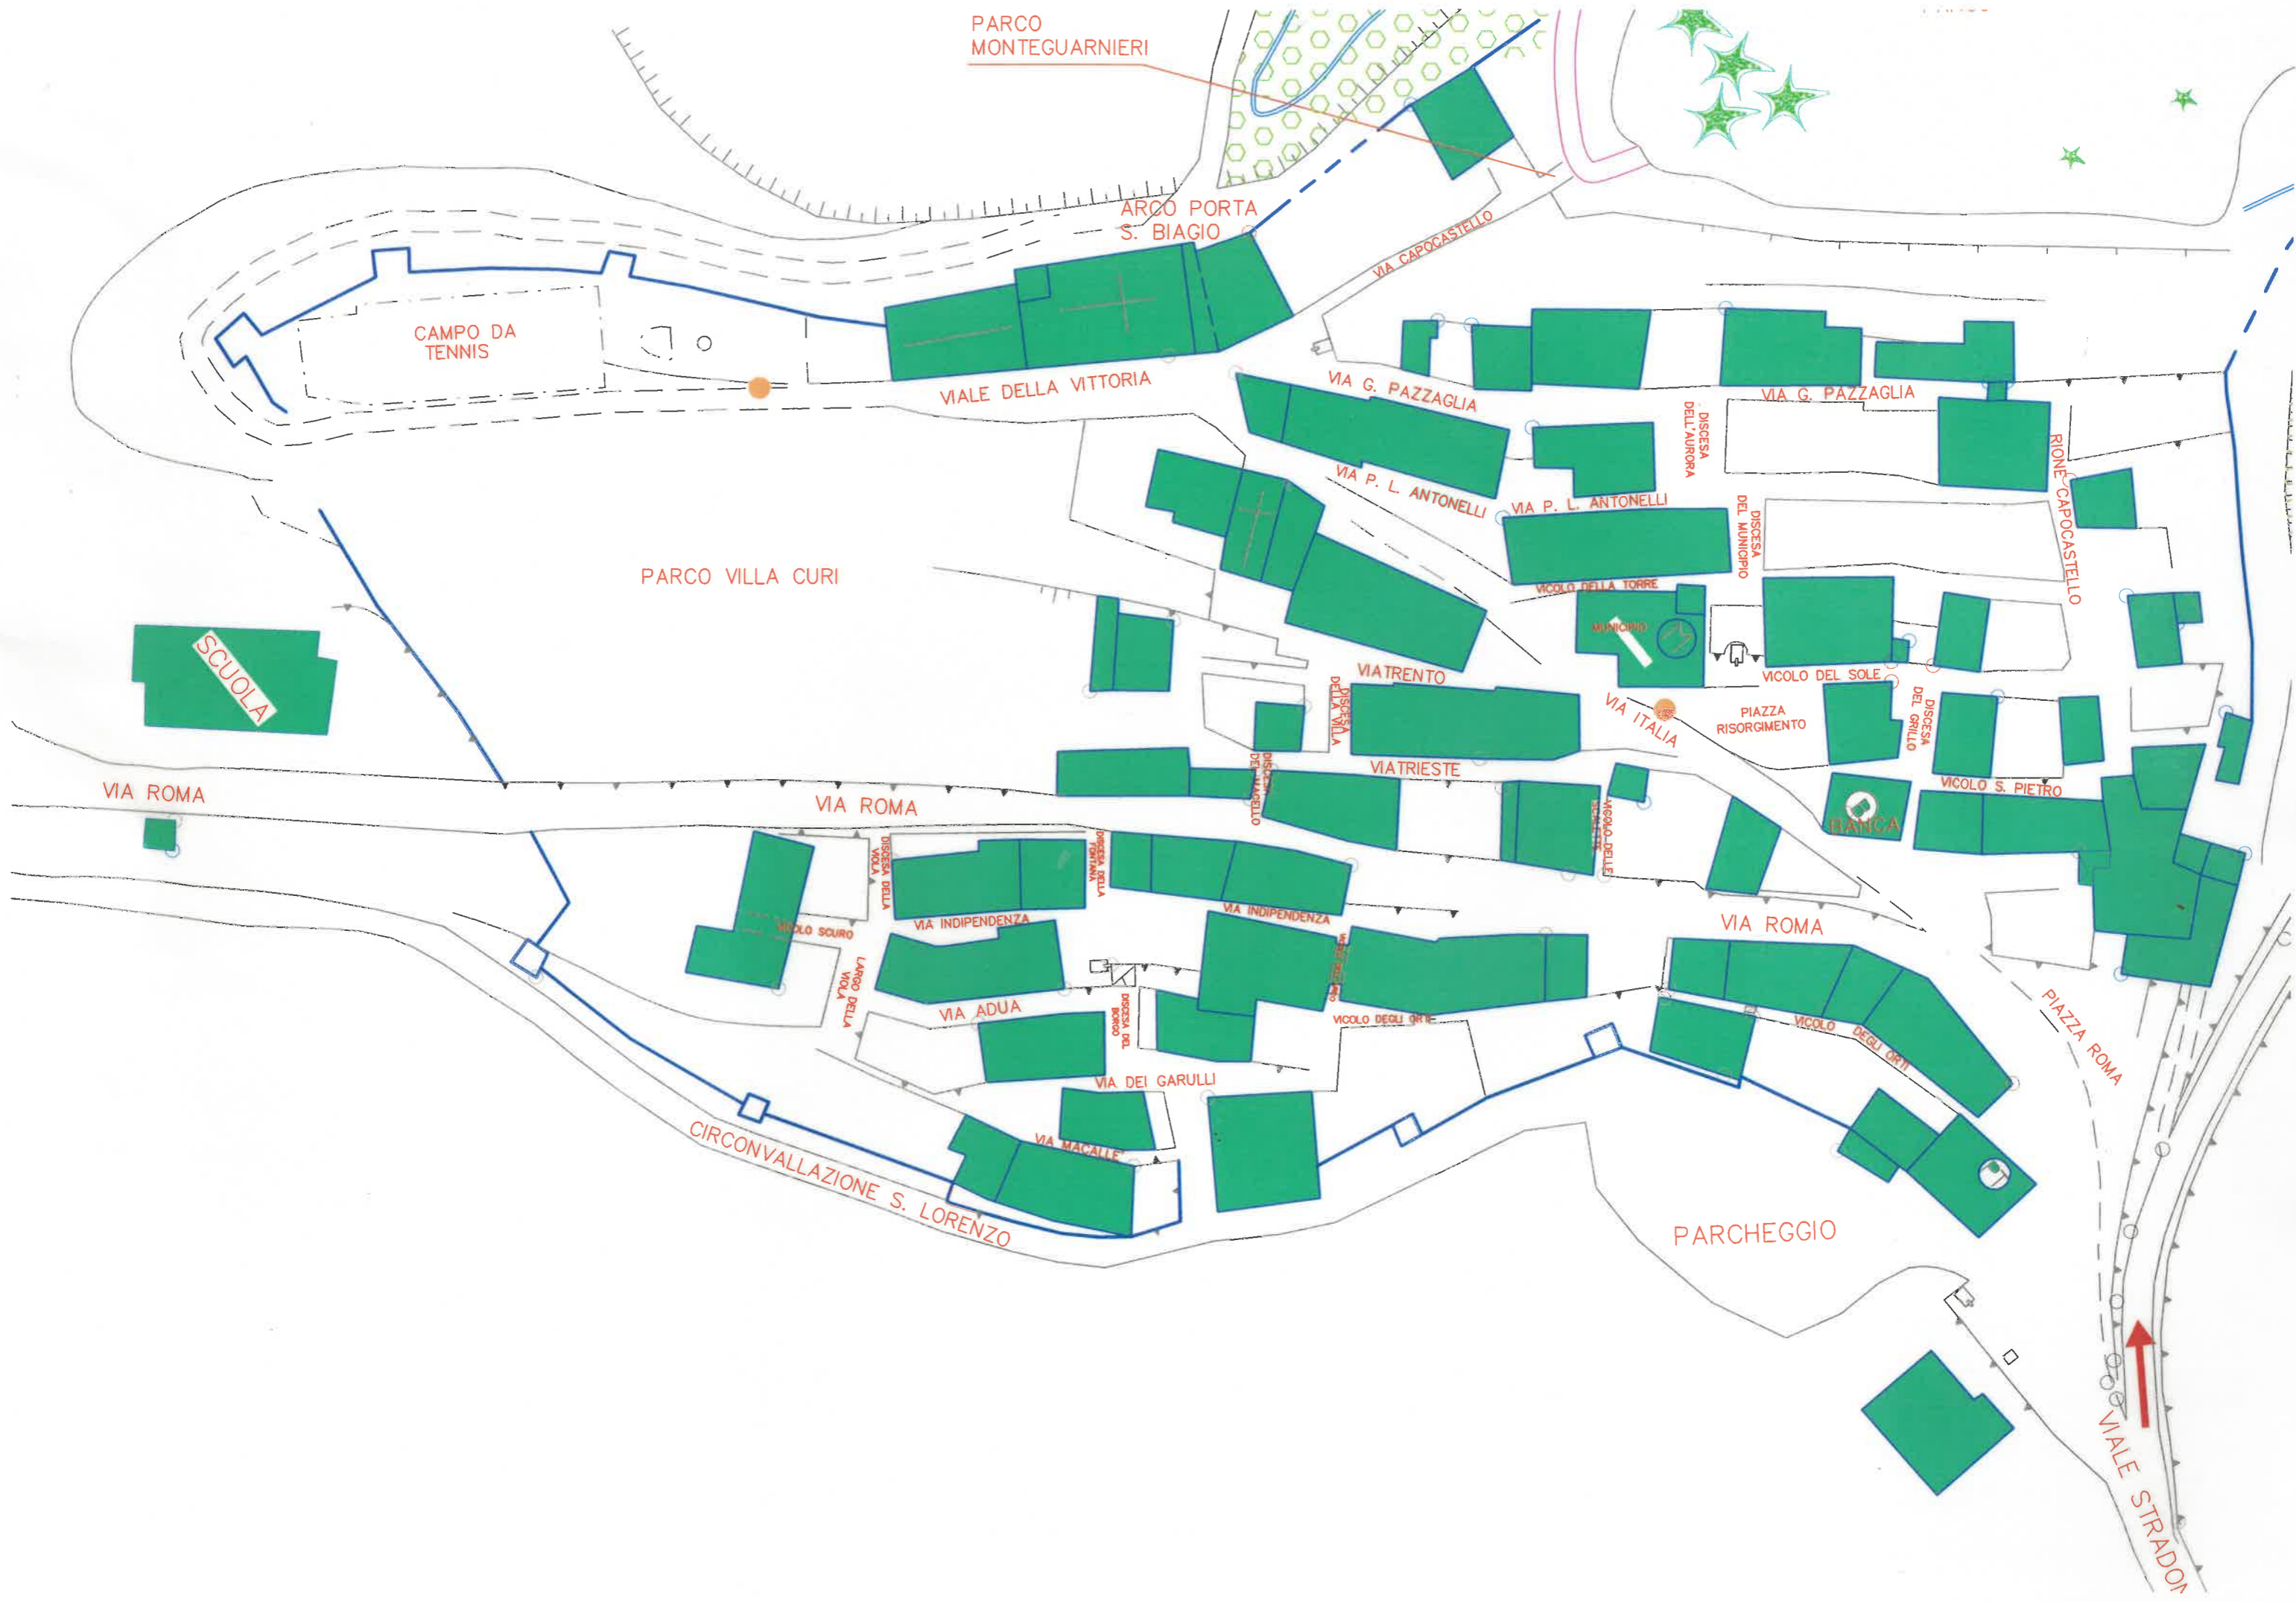 PARCO
MONTEGUARNIERI
ARCO PORTA
S. BIAGIO
VIA CAPOCASTELLO
CAMPO DA
TENNIS
VIALE DELLA VITTORIA
VIA G. PAZZAGLIA
VIA G. PAZZAGLIA
DISCESA
DELL'AURORA
VIA P. L. ANTONELLI
VIA P. L. ANTONELLI
DISCESA
DEL MUNICIPIO
RIONE CAPOCASTELLO
PARCO VILLA CURI
VICOLO DELLA TORRE
MUNICIPIO
SCUOLA
VIA TRENTO
DISCESA
DELLA VILLA
VICOLO DEL SOLE
VIA ITALIA
PIAZZA
RISORGIMENTO
DISCESA
DEL GRILLO
VIA TRIESTE
DISCESA
DEL MACELLO
VICOLO S. PIETRO
VIA ROMA
VIA ROMA
VICOLO DELLE
BANCA
DISCESA DELLA
VIOLA
DISCESA DELLA
FONTANA
VIA INDIPENDENZA
VIA INDIPENDENZA
VICOLO SCURO
VIA ROMA
LARGO DELLA
VIOLA
VIA ADUA
DISCESA DEL
BORGO
VICOLO DEGLI ORTI
VICOLO DEGLI ORTI
PIAZZA ROMA
VIA DEI GARULLI
VIA MACALLE'
CIRCONVALLAZIONE S. LORENZO
PARCHEGGIO
VIALE STRADON